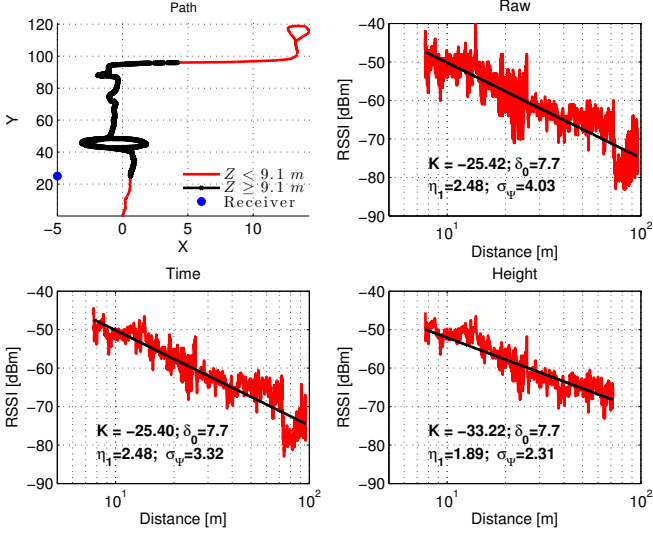 Path
120
100
80
60
40
20
Y
−5
0
5
10
X
Z < 9.1 m
Z ≥ 9.1 m
Receiver
Raw
−40
−50
−60
−70
−80
−90
RSSI [dBm]
K = −25.42; δ0=7.7
η1=2.48; σΨ=4.03
10^1
10^2
Distance [m]
Time
−40
−50
−60
−70
−80
−90
RSSI [dBm]
K = −25.40; δ0=7.7
η1=2.48; σΨ=3.32
10^1
10^2
Distance [m]
Height
−40
−50
−60
−70
−80
−90
RSSI [dBm]
K = −33.22; δ0=7.7
η1=1.89; σΨ=2.31
10^1
10^2
Distance [m]